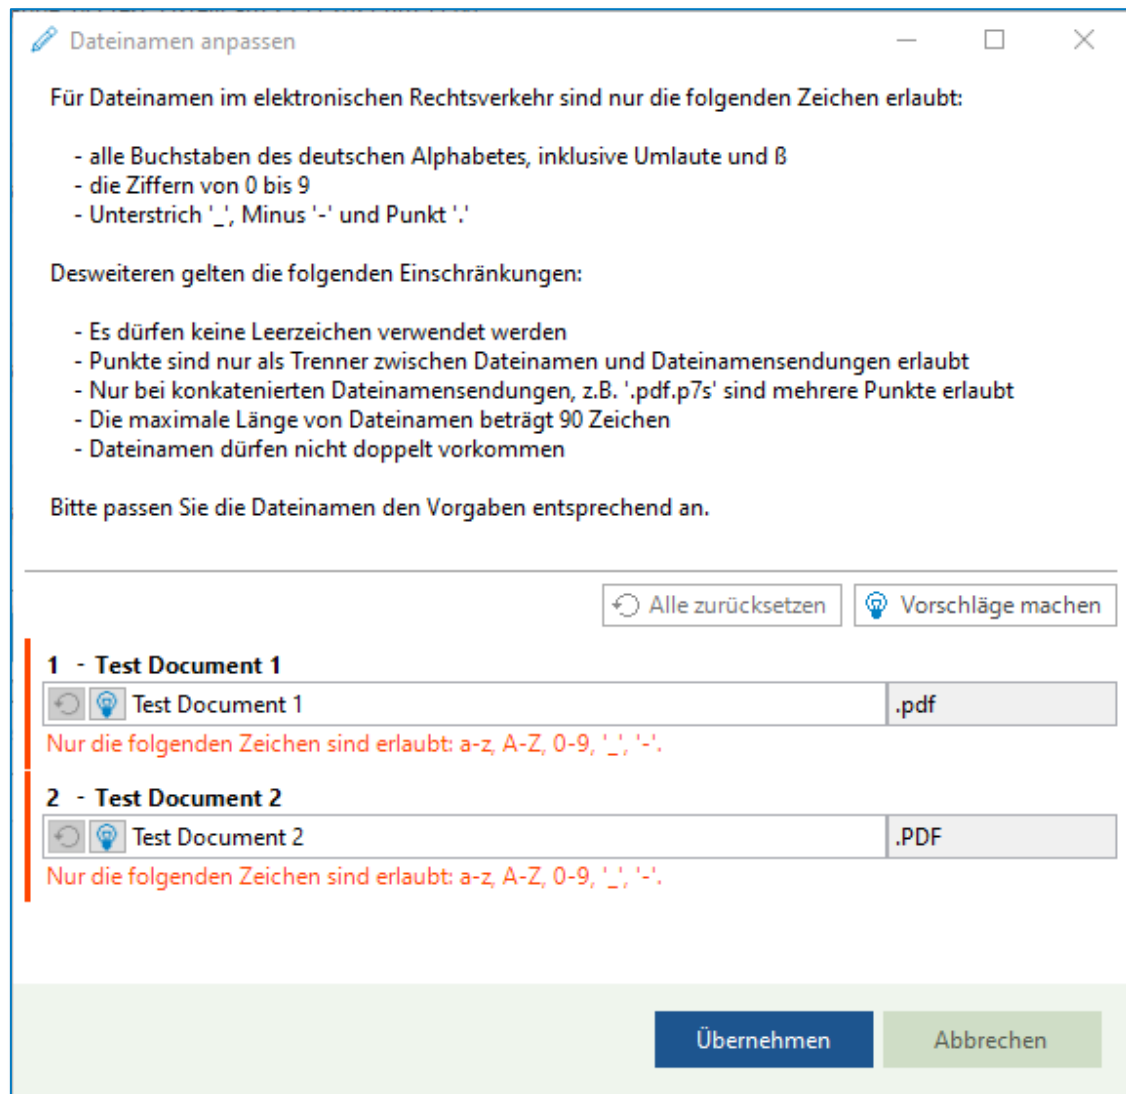 Dateinamen anpassen
Für Dateinamen im elektronischen Rechtsverkehr sind nur die folgenden Zeichen erlaubt:
- alle Buchstaben des deutschen Alphabetes, inklusive Umlaute und ß
- die Ziffern von 0 bis 9
- Unterstrich '_', Minus '-' und Punkt '.'
Desweiteren gelten die folgenden Einschränkungen:
- Es dürfen keine Leerzeichen verwendet werden
- Punkte sind nur als Trenner zwischen Dateinamen und Dateinamensendungen erlaubt
- Nur bei konkatenierten Dateinamensendungen, z.B. '.pdf.p7s' sind mehrere Punkte erlaubt
- Die maximale Länge von Dateinamen beträgt 90 Zeichen
- Dateinamen dürfen nicht doppelt vorkommen
Bitte passen Sie die Dateinamen den Vorgaben entsprechend an.
Alle zurücksetzen Vorschläge machen
1 - Test Document 1
Test Document 1 .pdf
Nur die folgenden Zeichen sind erlaubt: a-z, A-Z, 0-9, '_', '-'.
2 - Test Document 2
Test Document 2 .PDF
Nur die folgenden Zeichen sind erlaubt: a-z, A-Z, 0-9, '_', '-'.
Übernehmen Abbrechen